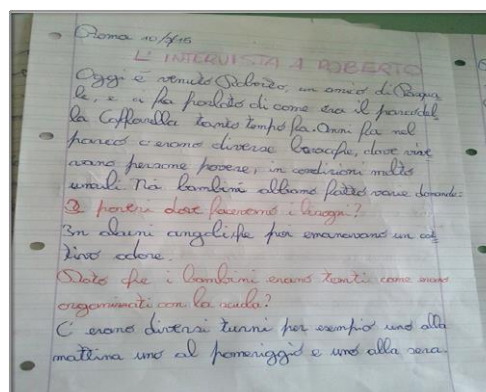 Roma 10/4/15
L'INTERVISTA A ROBERTO
Oggi è venuto Roberto, un amico di Pasqua
le, e ci ha parlato di come era il parco del
la Caffarella tanto tempo fa. Anni fa nel
parco c'erano diverse baracche, dove vive
vano persone povere, in condizioni molto
umili. Noi bambini abbiamo fatto varie domande:
I poveri dove facevano i bisogni?
In alcuni angoli che poi emanavano un cat
tivo odore.
Dato che i bambini erano tanti come erano
organizzati con la scuola?
C'erano diversi turni per esempio uno alla
mattina uno al pomeriggio e uno alla sera.